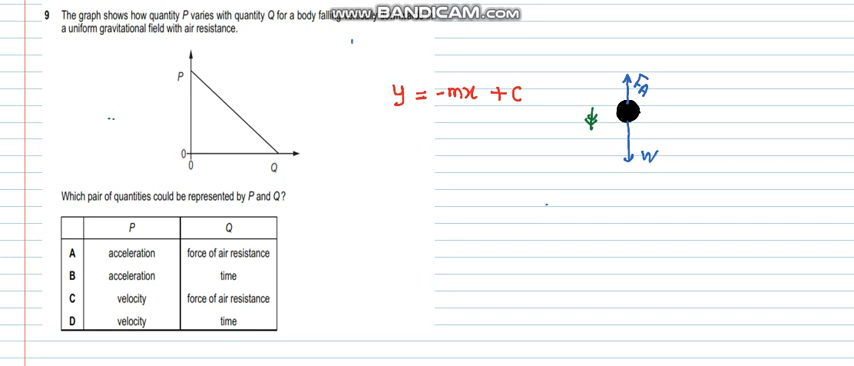 www.BANDICAM.com
9 The graph shows how quantity P varies with quantity Q for a body falling
a uniform gravitational field with air resistance.
P
0
0
Q
y = -mx + C
FA
W
Which pair of quantities could be represented by P and Q?
P Q
A acceleration force of air resistance
B acceleration time
C velocity force of air resistance
D velocity time